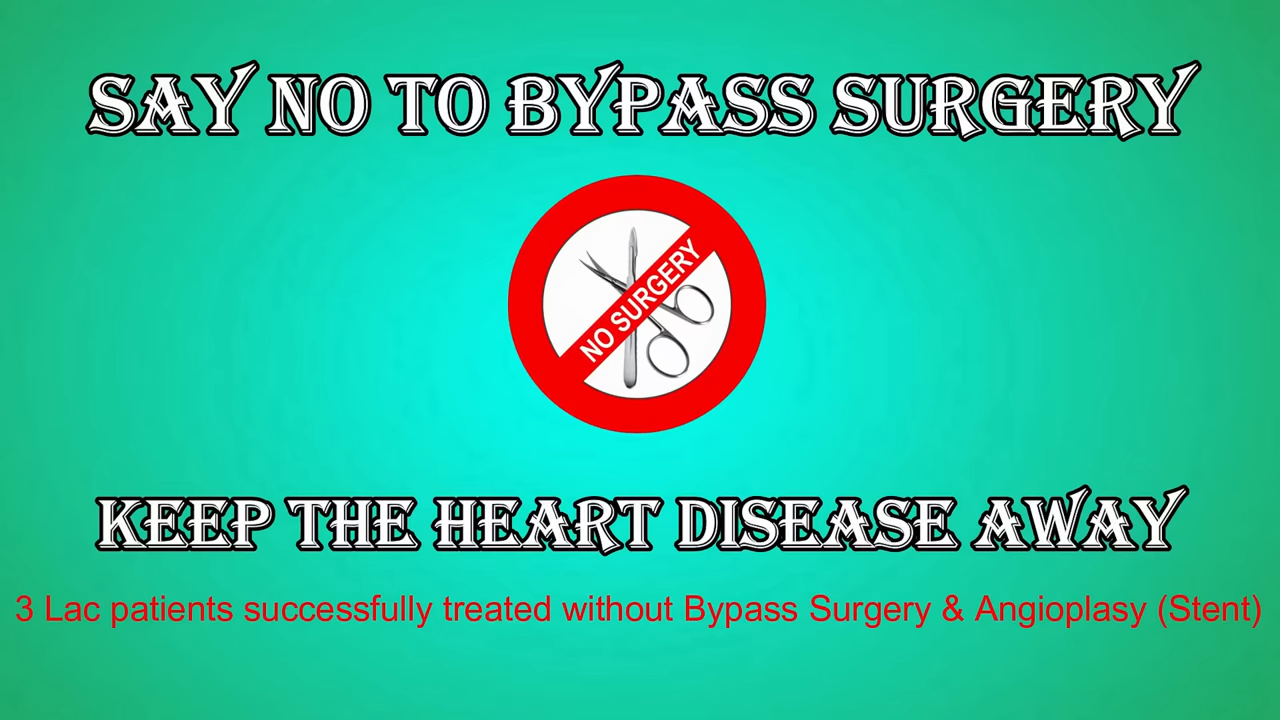 SAY NO TO BYPASS SURGERY
NO SURGERY
KEEP THE HEART DISEASE AWAY
3 Lac patients successfully treated without Bypass Surgery & Angioplasy (Stent)